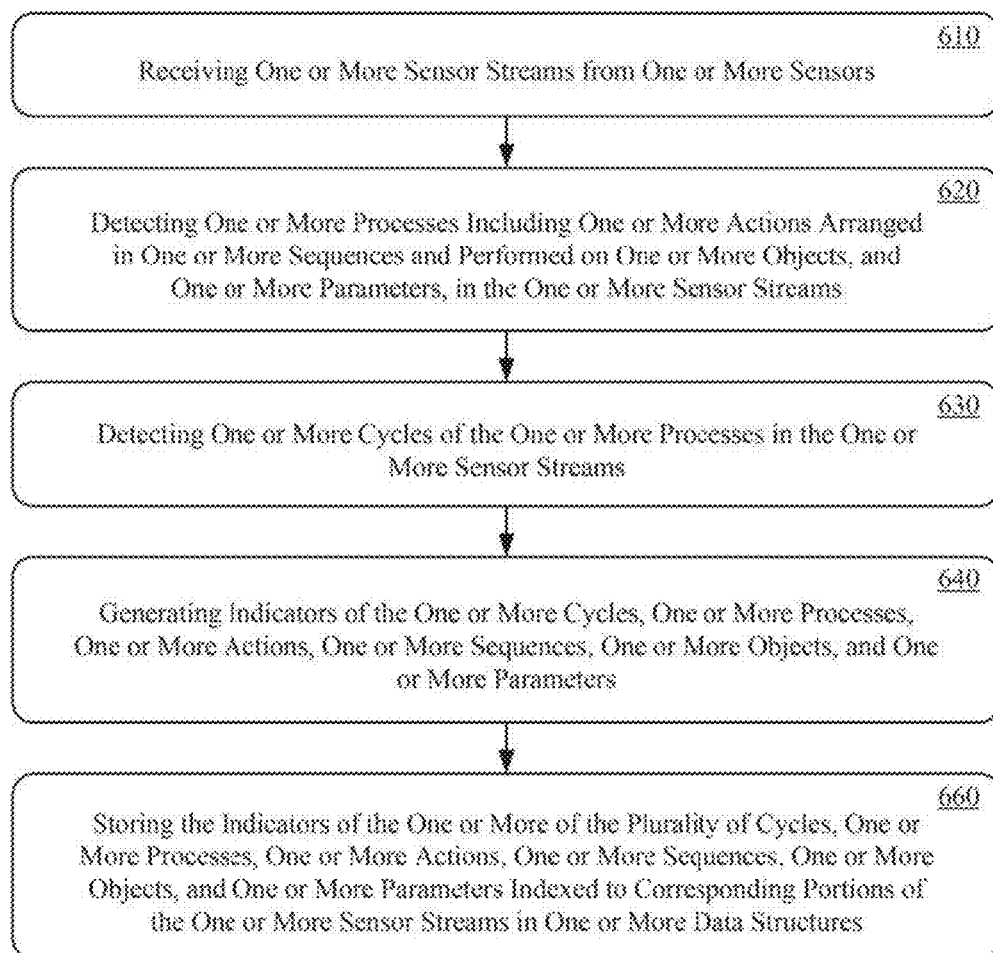 610
Receiving One or More Sensor Streams from One or More Sensors
620
Detecting One or More Processes Including One or More Actions Arranged
in One or More Sequences and Performed on One or More Objects, and
One or More Parameters, in the One or More Sensor Streams
630
Detecting One or More Cycles of the One or More Processes in the One or
More Sensor Streams
640
Generating Indicators of the One or More Cycles, One or More Processes,
One or More Actions, One or More Sequences, One or More Objects, and One
or More Parameters
660
Storing the Indicators of the One or More of the Plurality of Cycles, One or
More Processes, One or More Actions, One or More Sequences, One or More
Objects, and One or More Parameters Indexed to Corresponding Portions of
the One or More Sensor Streams in One or More Data Structures